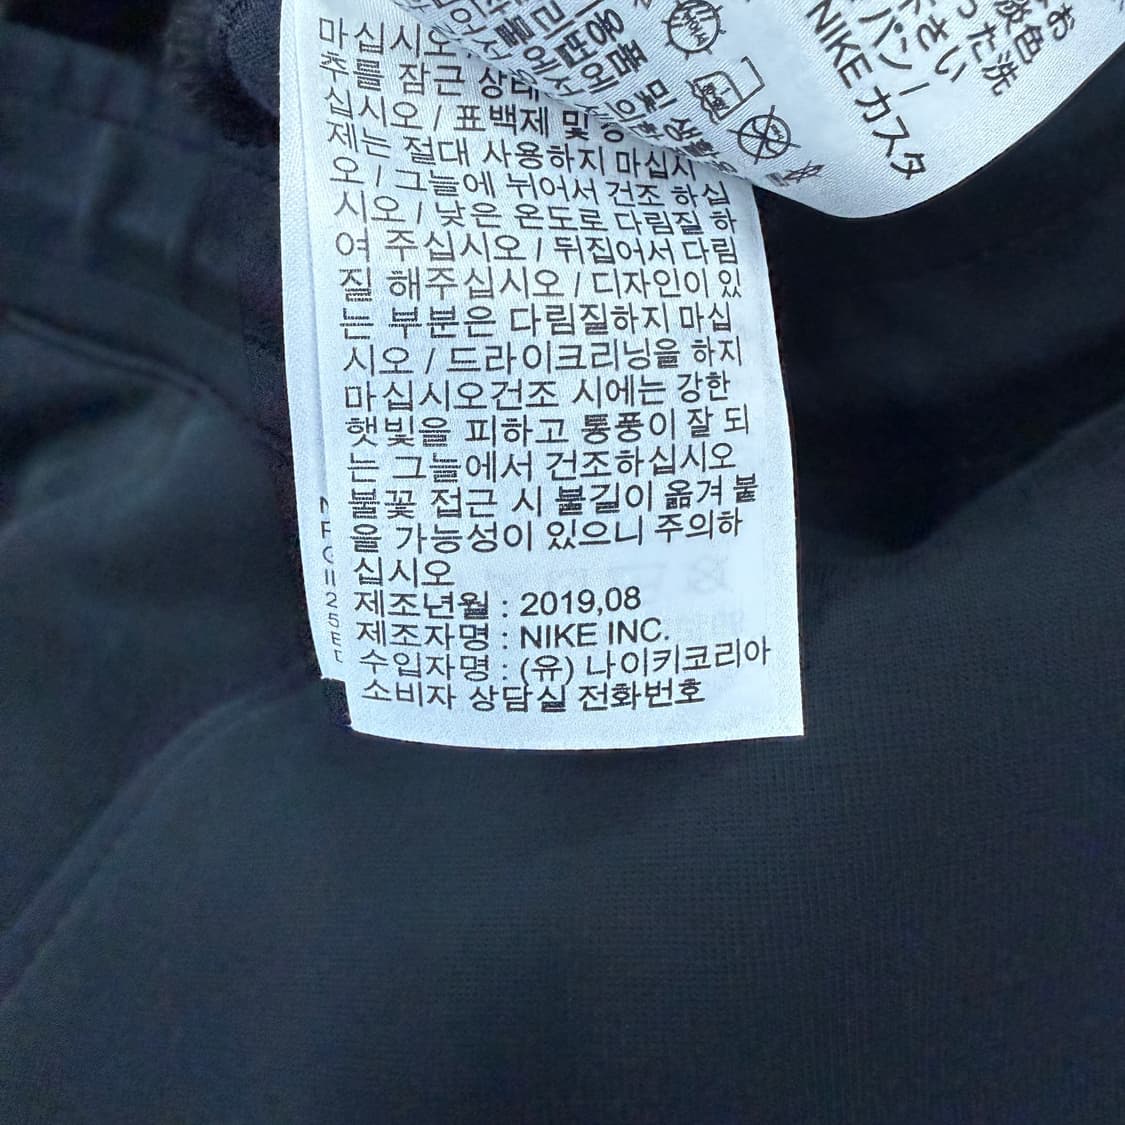 마십시오
추를 잠근 상태
십시오 / 표백제 및
제는 절대 사용하지 마십시
오 / 그늘에 뉘어서 건조 하십
시오 / 낮은 온도로 다림질 하
여 주십시오 / 뒤집어서 다림
질 해주십시오 / 디자인이 있
는 부분은 다림질하지 마십
시오 / 드라이크리닝을 하지
마십시오건조 시에는 강한
햇빛을 피하고 통풍이 잘 되
는 그늘에서 건조하십시오
불꽃 접근 시 불길이 옮겨 붙
을 가능성이 있으니 주의하
십시오
제조년월 : 2019,08
제조자명 : NIKE INC.
수입자명 : (유) 나이키코리아
소비자 상담실 전화번호
淡色
った洗
さい
パン /
NIKE カスタ